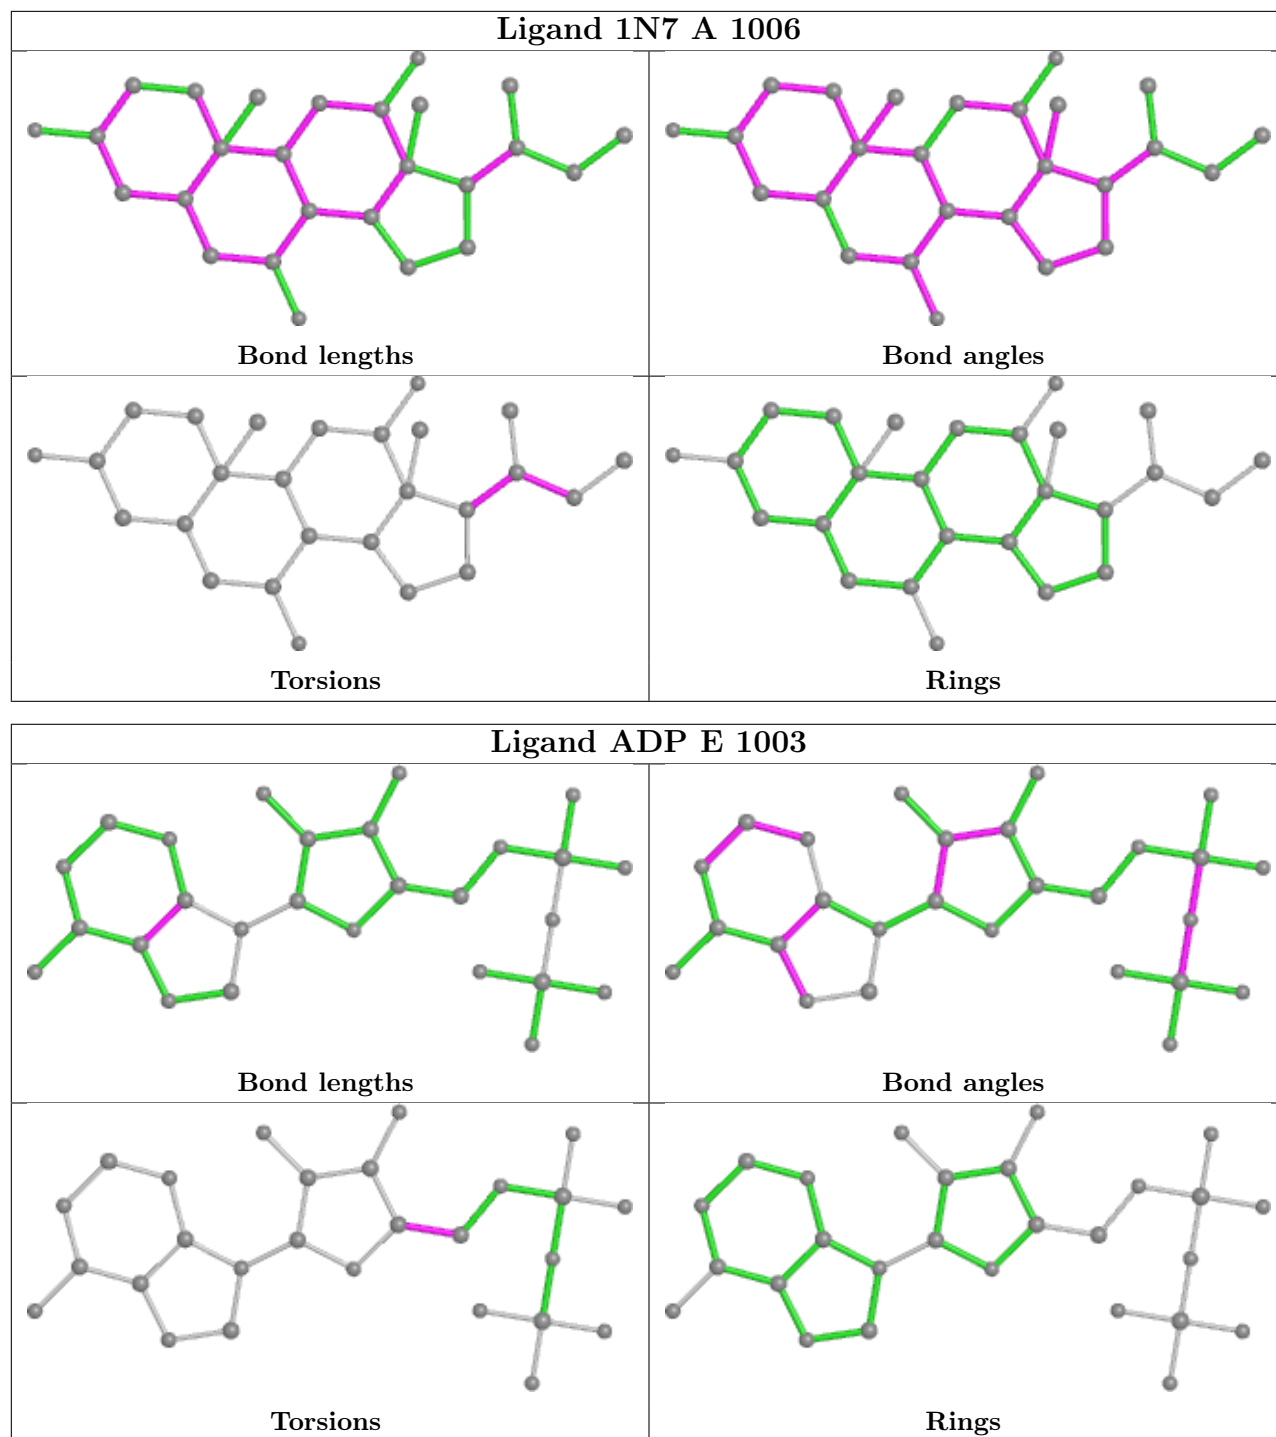 Ligand 1N7 A 1006
Bond lengths
Bond angles
Torsions
Rings
Ligand ADP E 1003
Bond lengths
Bond angles
Torsions
Rings